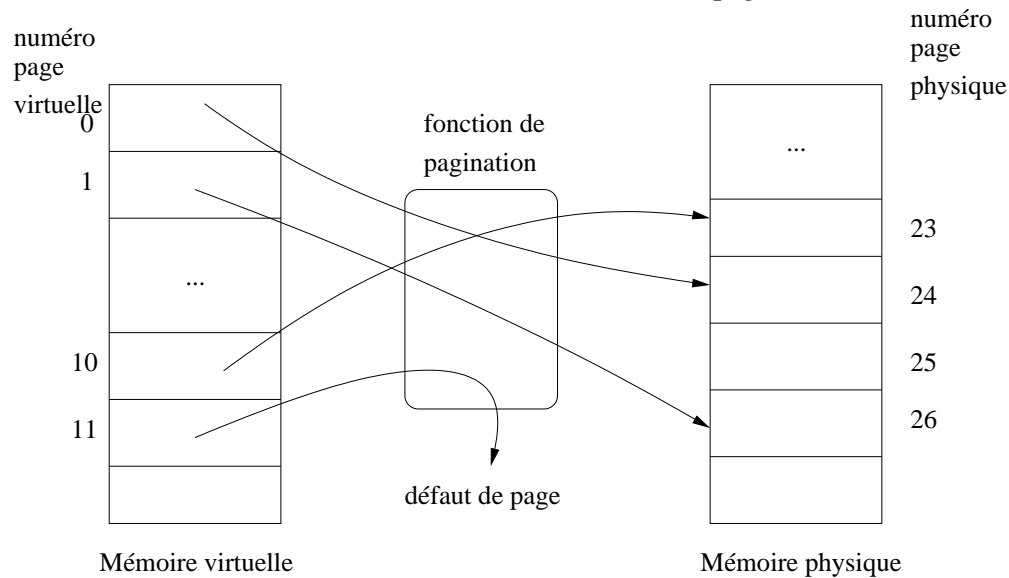 page
numéro
page
virtuelle
0
1
...
10
11
Mémoire virtuelle
fonction de
pagination
défaut de page
numéro
page
physique
...
23
24
25
26
Mémoire physique